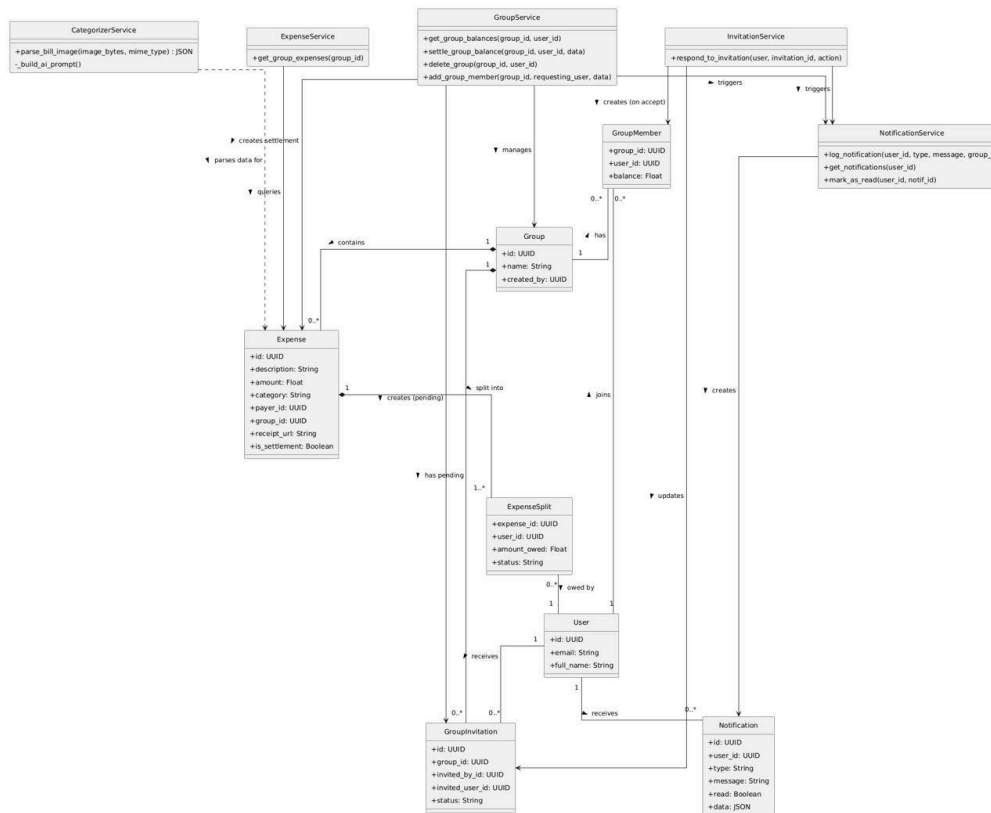 CategorizerService
+parse_bill_image(image_bytes, mime_type) : JSON
-_build_ai_prompt()
ExpenseService
+get_group_expenses(group_id)
GroupService
+get_group_balances(group_id, user_id)
+settle_group_balance(group_id, user_id, data)
+delete_group(group_id, user_id)
+add_group_member(group_id, requesting_user, data)
InvitationService
+respond_to_invitation(user, invitation_id, action)
triggers
triggers
creates (on accept)
GroupMember
+group_id: UUID
+user_id: UUID
+balance: Float
NotificationService
+log_notification(user_id, type, message, group_
+get_notifications(user_id)
+mark_as_read(user_id, notif_id)
creates settlement
parses data for
manages
queries
0..*
0..*
has
1
contains
1
1
Group
+id: UUID
+name: String
+created_by: UUID
0..*
Expense
+id: UUID
+description: String
+amount: Float
+category: String
+payer_id: UUID
+group_id: UUID
+receipt_url: String
+is_settlement: Boolean
1
split into
creates (pending)
joins
creates
has pending
updates
1..*
ExpenseSplit
+expense_id: UUID
+user_id: UUID
+amount_owed: Float
+status: String
0..*
owed by
1
1
User
+id: UUID
+email: String
+full_name: String
1
1
receives
receives
0..*
0..*
0..*
GroupInvitation
+id: UUID
+group_id: UUID
+invited_by_id: UUID
+invited_user_id: UUID
+status: String
Notification
+id: UUID
+user_id: UUID
+type: String
+message: String
+read: Boolean
+data: JSON